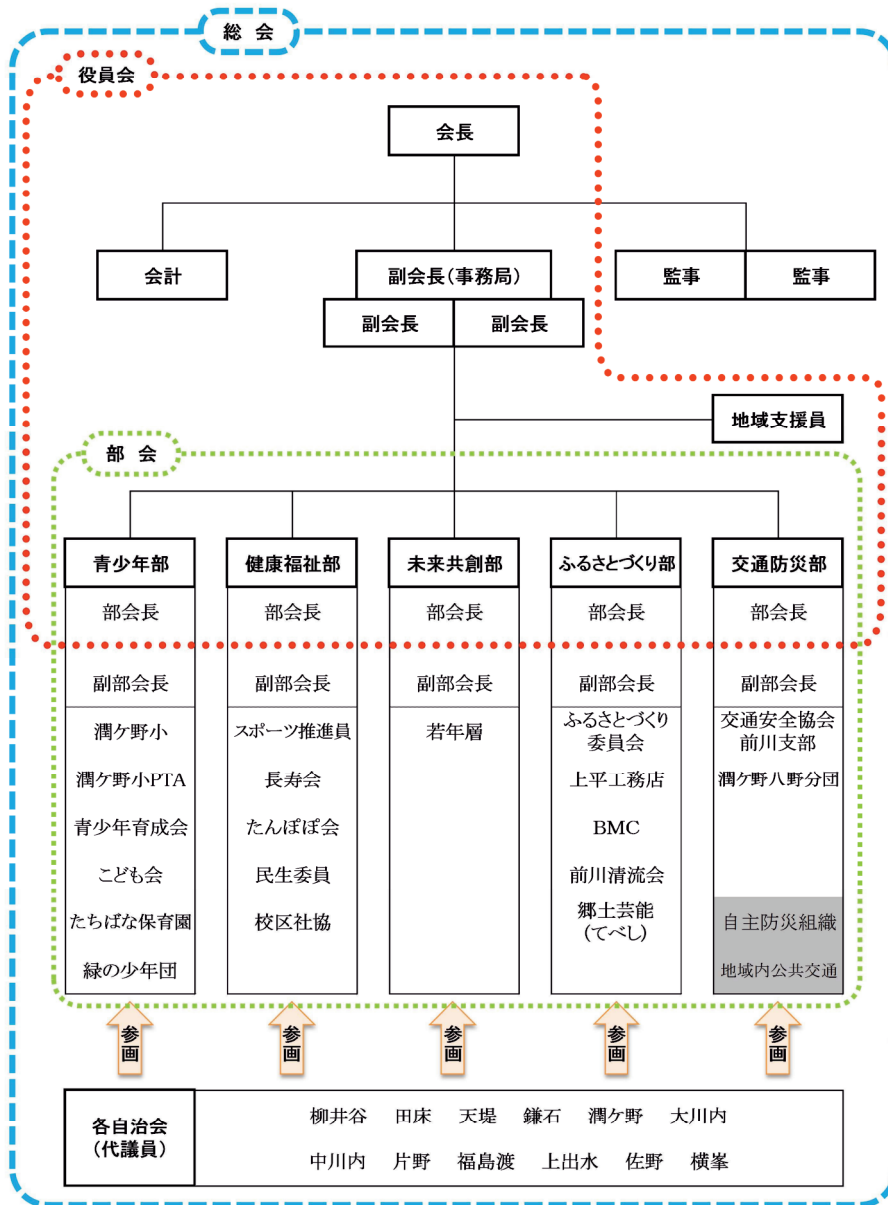 総会
役員会
会長
会計
副会長(事務局)
監事
監事
副会長
副会長
地域支援員
部会
青少年部
部会長
副部会長
潤ケ野小
潤ケ野小PTA
青少年育成会
こども会
たちばな保育園
緑の少年団
健康福祉部
部会長
副部会長
スポーツ推進員
長寿会
たんぽぽ会
民生委員
校区社協
未来共創部
部会長
副部会長
若年層
ふるさとづくり部
部会長
副部会長
ふるさとづくり
委員会
上平工務店
BMC
前川清流会
郷土芸能
(てべし)
交通防災部
部会長
副部会長
交通安全協会
前川支部
潤ケ野八野分団
自主防災組織
地域内公共交通
参画
参画
参画
参画
参画
各自治会
(代議員)
柳井谷 田床 天堤 鎌石 潤ケ野 大川内
中川内 片野 福島渡 上出水 佐野 横峯